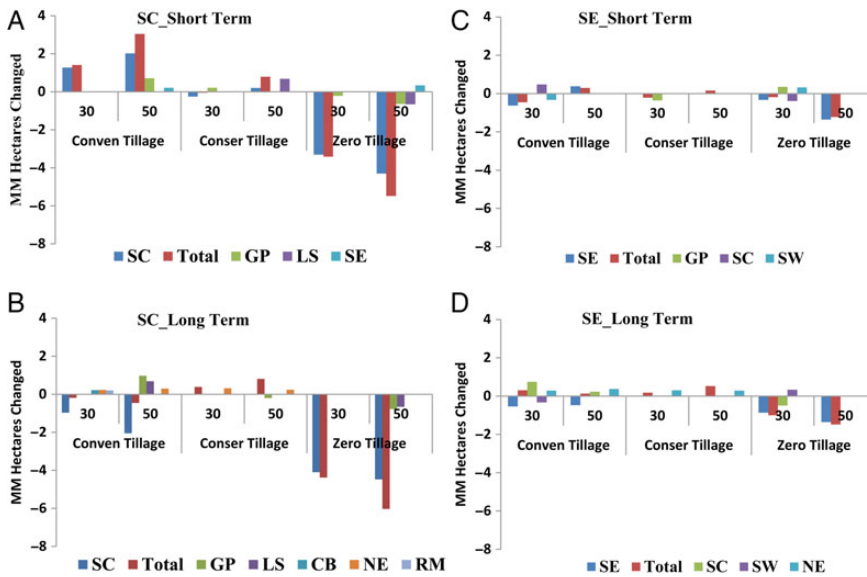 A
SC_Short Term
MM Hectares Changed
4
2
0
−2
−4
−6
−8
30 50 30 50 30 50
Conven Tillage Conser Tillage Zero Tillage
SC Total GP LS SE
B
SC_Long Term
MM Hectares Changed
4
2
0
−2
−4
−6
−8
30 50 30 50 30 50
Conven Tillage Conser Tillage Zero Tillage
SC Total GP LS CB NE RM
C
SE_Short Term
MM Hectares Changed
4
2
0
−2
−4
−6
−8
30 50 30 50 30 50
Conven Tillage Conser Tillage Zero Tillage
SE Total GP SC SW
D
SE_Long Term
MM Hectares Changed
4
2
0
−2
−4
−6
−8
30 50 30 50 30 50
Conven Tillage Conser Tillage Zero Tillage
SE Total SC SW NE